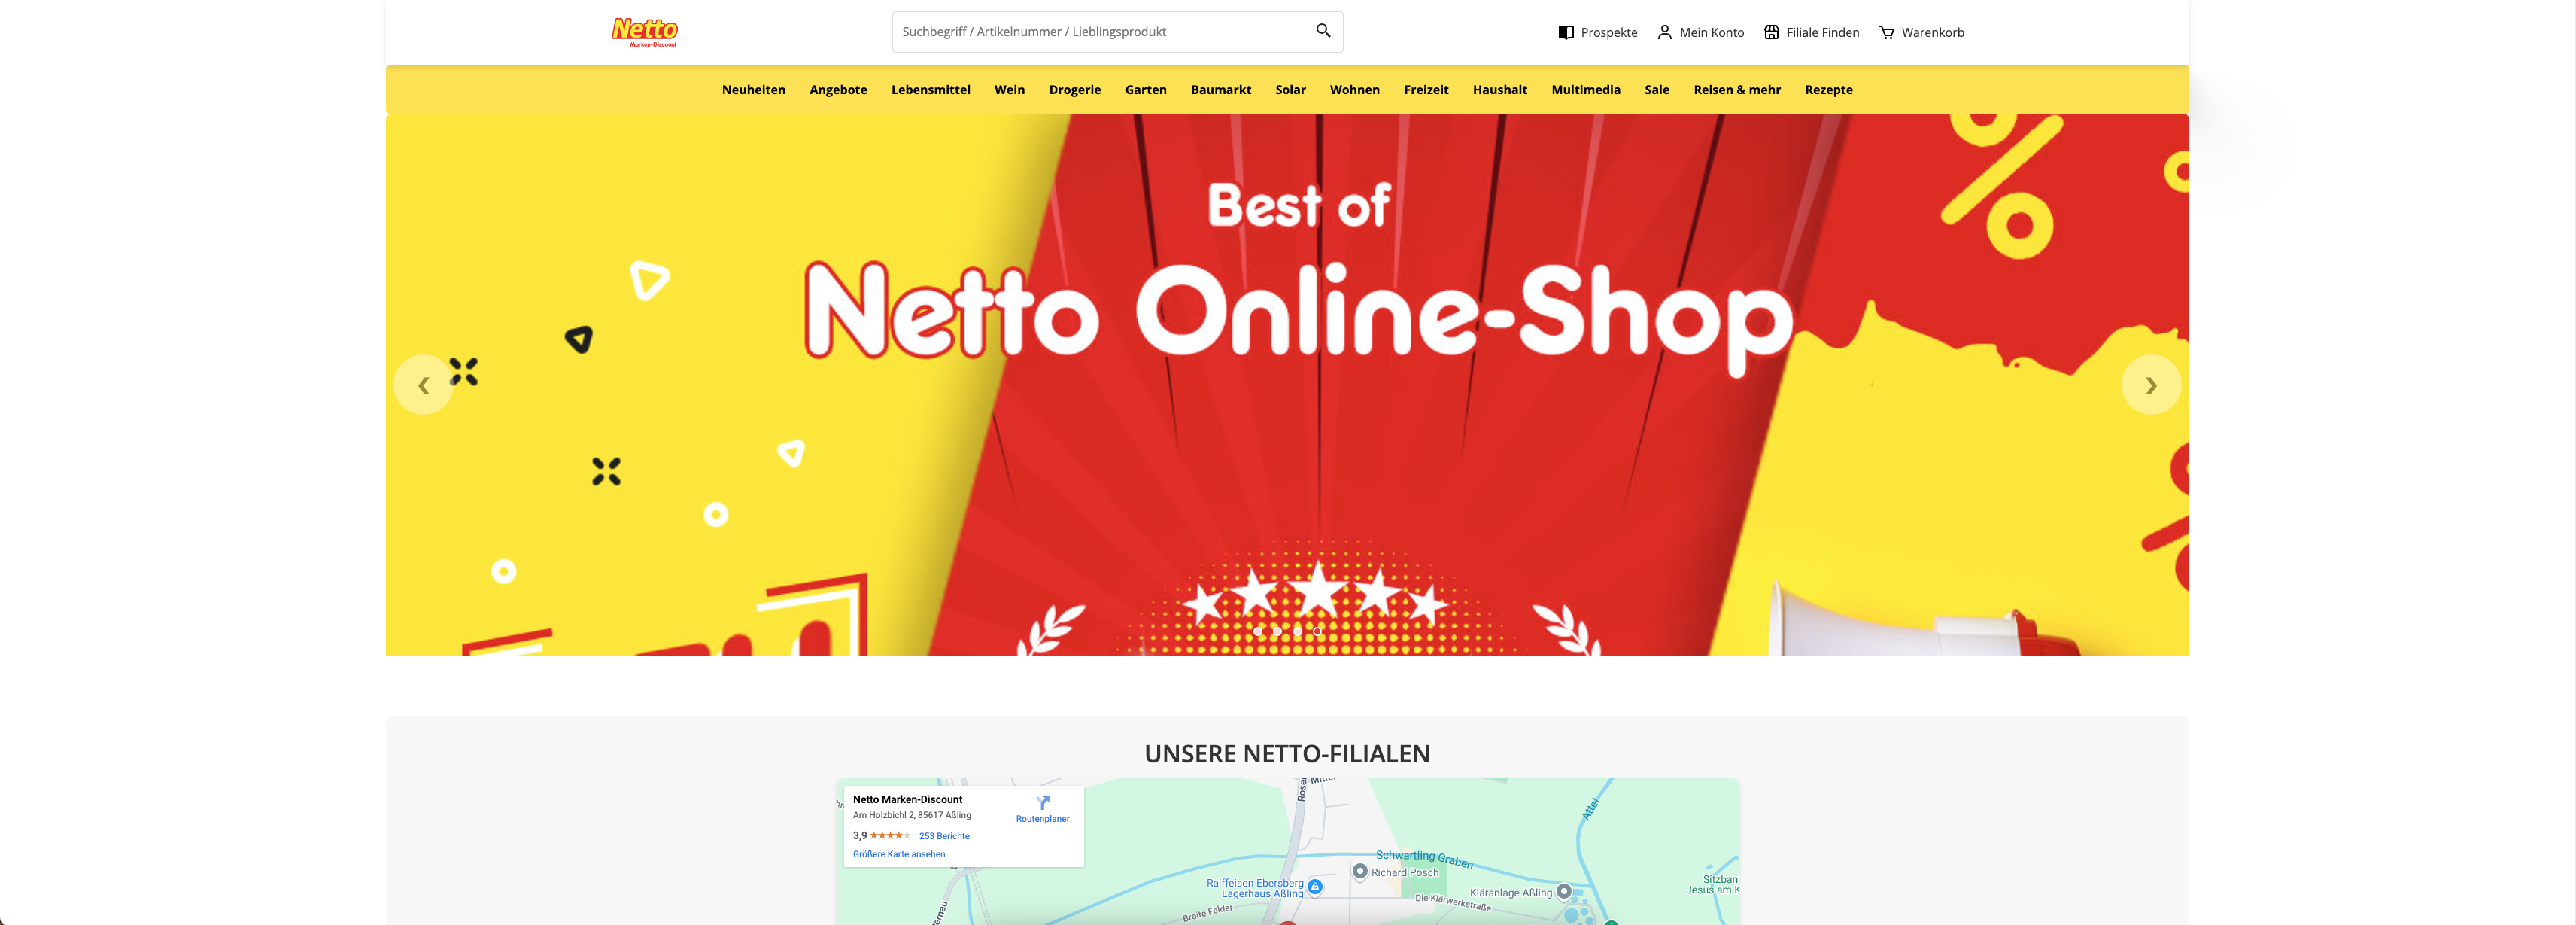 Netto
Marken-Discount
Suchbegriff / Artikelnummer / Lieblingsprodukt
Prospekte
Mein Konto
Filiale Finden
Warenkorb
Neuheiten Angebote Lebensmittel Wein Drogerie Garten Baumarkt Solar Wohnen Freizeit Haushalt Multimedia Sale Reisen & mehr Rezepte
%
Best of
Netto Online-Shop
UNSERE NETTO-FILIALEN
Netto Marken-Discount
Am Holzbichl 2, 85617 Aßling
3,9
253 Berichte
Größere Karte ansehen
Routenplaner
Attel
Schwartling Graben
Richard Posch
Raiffeisen Ebersberg
Lagerhaus Aßling
Kläranlage Aßling
Die Klärwerkstraße
Breite Felder
Jesus am